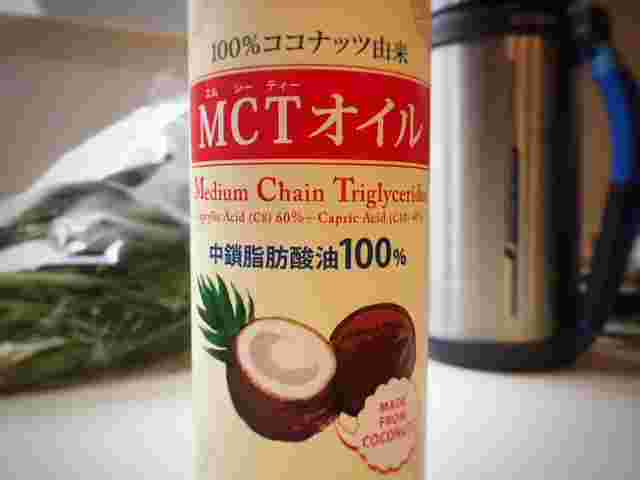 100%ココナッツ由来
エム シー ティー
MCTオイル
Medium Chain Triglycerides
Caprylic Acid (C8) 60% Capric Acid (C10)
中鎖脂肪酸油100%
MADE
FROM
COCONUT